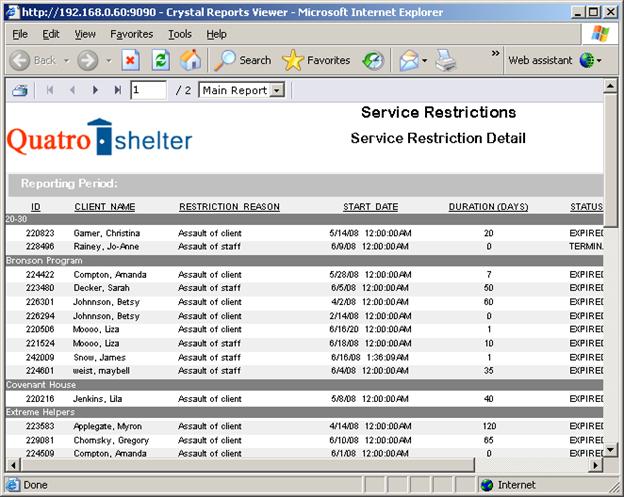 http://192.168.0.60:9090 - Crystal Reports Viewer - Microsoft Internet Explorer
File Edit View Favorites Tools Help
Back Search Favorites » Web assistant
1 / 2 Main Report
Service Restrictions
Quatro shelter
Service Restriction Detail
Reporting Period:
ID CLIENT NAME RESTRICTION REASON START DATE DURATION (DAYS) STATUS
20-30
220823 Garner, Christina Assault of client 5/14/08 12:00:00AM 20 EXPIRED
228496 Rainey, Jo-Anne Assault of staff 6/9/08 12:00:00AM 0 TERMIN
Bronson Program
224422 Compton, Amanda Assault of client 5/28/08 12:00:00AM 7 EXPIRED
223480 Decker, Sarah Assault of staff 6/5/08 12:00:00AM 50 EXPIRED
226301 Johnnson, Betsy Assault of client 4/2/08 12:00:00AM 60 EXPIRED
226294 Johnnson, Betsy Assault of client 2/14/08 12:00:00AM 0 EXPIRED
220506 Moooo, Liza Assault of client 6/16/20 12:00:00AM 1 EXPIRED
221524 Moooo, Liza Assault of staff 6/18/08 12:00:00AM 10 EXPIRED
242009 Snow, James Assault of staff 6/16/08 1:36:09AM 1 EXPIRED
224601 weist, maybell Assault of staff 6/4/08 12:00:00AM 35 EXPIRED
Covenant House
220216 Jenkins, Lila Assault of client 5/8/08 12:00:00AM 40 EXPIRED
Extreme Helpers
223583 Applegate, Myron Assault of client 4/14/08 12:00:00AM 120 EXPIRED
229081 Chomsky, Gregory Assault of client 6/10/08 12:00:00AM 65 EXPIRED
224509 Compton, Amanda Assault of client 6/1/08 12:00:00AM 0 EXPIRED
Done Internet